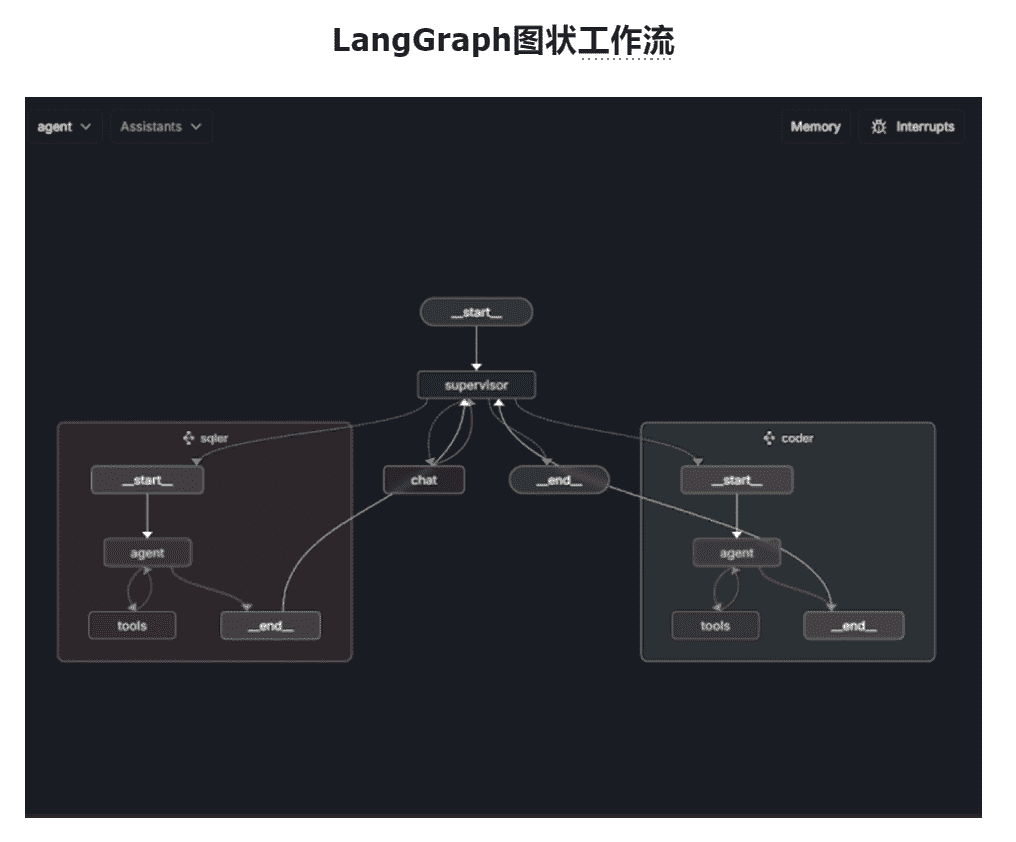 LangGraph图状工作流
agent Assistants Memory Interrupts
__start__
supervisor
sqler coder
__start__ chat __end__ __start__
agent agent
tools __end__ tools __end__